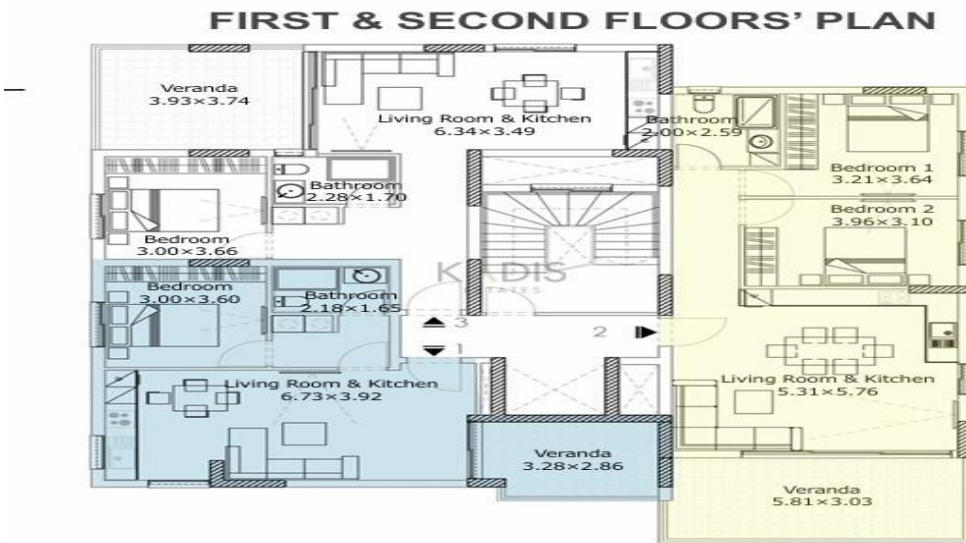 FIRST & SECOND FLOORS' PLAN
Veranda
3.93×3.74
Living Room & Kitchen
6.34×3.49
Bathroom
2.00×2.59
Bedroom 1
3.21×3.64
Bathroom
2.28×1.70
Bedroom 2
3.96×3.10
Bedroom
3.00×3.66
KADIS
ESTATES
Bedroom
3.00×3.60
Bathroom
2.18×1.65
3
2
1
Living Room & Kitchen
6.73×3.92
Living Room & Kitchen
5.31×5.76
Veranda
3.28×2.86
Veranda
5.81×3.03